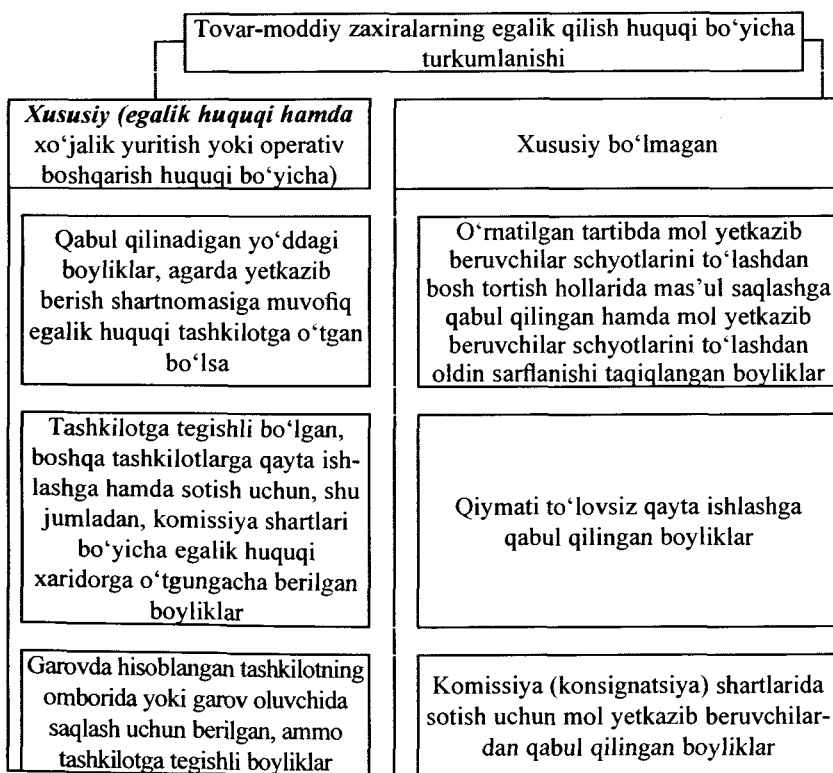 Tovar-moddiy zaxiralarning egalik qilish huquqi bo‘yicha
turkumlanishi
Xususiy (egalik huquqi hamda
xo‘jalik yuritish yoki operativ
boshqarish huquqi bo‘yicha)
Xususiy bo‘lmagan
Qabul qilinadigan yo‘ddagi
boyliklar, agarda yetkazib
berish shartnomasiga muvofiq
egalik huquqi tashkilotga o‘tgan
bo‘lsa
O‘rnatilgan tartibda mol yetkazib
beruvchilar schyotlarini to‘lashdan
bosh tortish hollarida mas’ul saqlashga
qabul qilingan hamda mol yetkazib
beruvchilar schyotlarini to‘lashdan
oldin sarflanishi taqiqlangan boyliklar
Tashkilotga tegishli bo‘lgan,
boshqa tashkilotlarga qayta ish-
lashga hamda sotish uchun, shu
jumladan, komissiya shartlari
bo‘yicha egalik huquqi
xaridorga o‘tgungacha berilgan
boyliklar
Qiymati to‘lovsiz qayta ishlashga
qabul qilingan boyliklar
Garovda hisoblangan tashkilotning
omborida yoki garov oluvchida
saqlash uchun berilgan, ammo
tashkilotga tegishli boyliklar
Komissiya (konsignatsiya) shartlarida
sotish uchun mol yetkazib beruvchilar-
dan qabul qilingan boyliklar